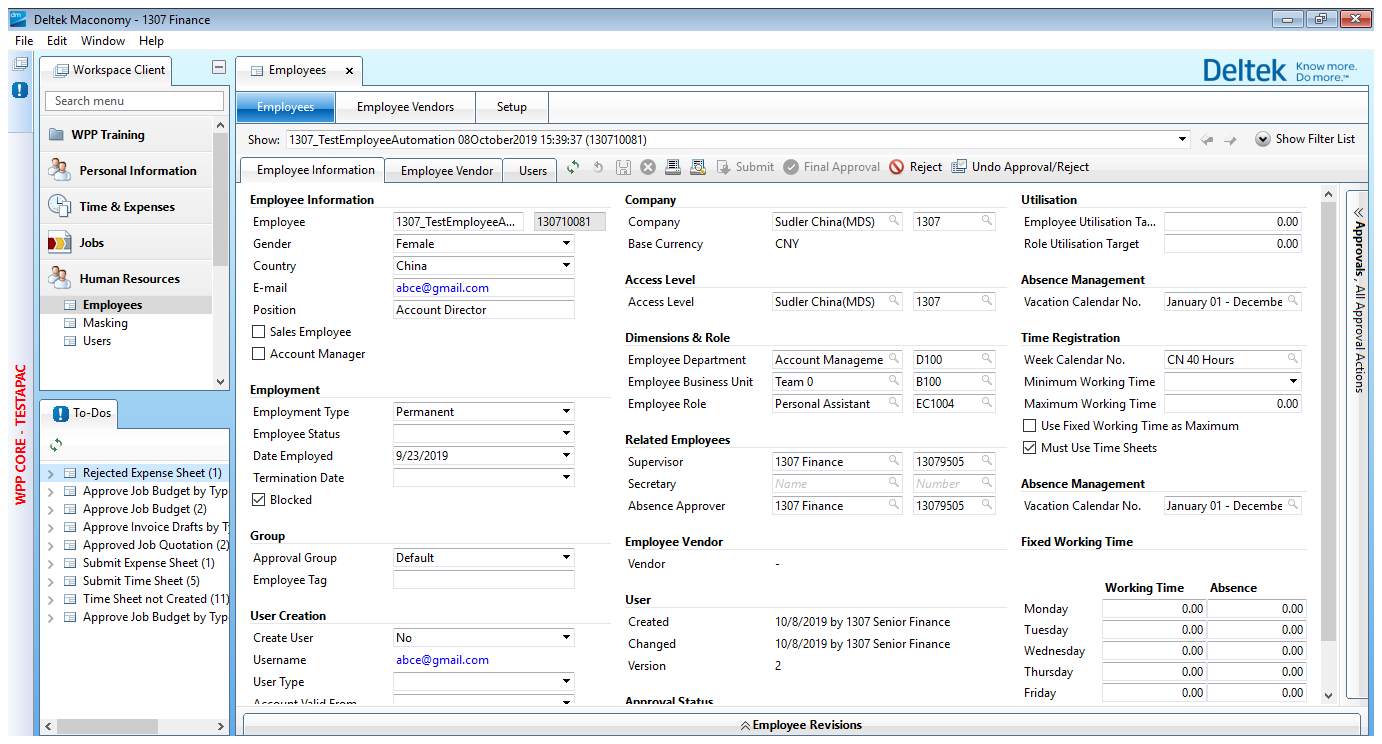 Deltek Maconomy - 1307 Finance
File Edit Window Help
WPP CORE - TESTAPAC
Workspace Client
Search menu
WPP Training
Personal Information
Time & Expenses
Jobs
Human Resources
Employees
Masking
Users
To-Dos
Rejected Expense Sheet (1)
Approve Job Budget by Typ
Approve Job Budget (2)
Approve Invoice Drafts by T
Approved Job Quotation (2)
Submit Expense Sheet (1)
Submit Time Sheet (5)
Time Sheet not Created (11)
Approve Job Budget by Typ
Employees
Deltek Know more. Do more.™
Employees Employee Vendors Setup
Show: 1307_TestEmployeeAutomation 08October2019 15:39:37 (130710081) Show Filter List
Employee Information Employee Vendor Users Submit Final Approval Reject Undo Approval/Reject
Employee Information
Employee 1307_TestEmployeeA... 130710081
Gender Female
Country China
E-mail abce@gmail.com
Position Account Director
Sales Employee
Account Manager
Employment
Employment Type Permanent
Employee Status
Date Employed 9/23/2019
Termination Date
Blocked
Group
Approval Group Default
Employee Tag
User Creation
Create User No
Username abce@gmail.com
User Type
Account Valid From
Company
Company Sudler China(MDS) 1307
Base Currency CNY
Access Level
Access Level Sudler China(MDS) 1307
Dimensions & Role
Employee Department Account Manageme D100
Employee Business Unit Team 0 B100
Employee Role Personal Assistant EC1004
Related Employees
Supervisor 1307 Finance 13079505
Secretary Name Number
Absence Approver 1307 Finance 13079505
Employee Vendor
Vendor -
User
Created 10/8/2019 by 1307 Senior Finance
Changed 10/8/2019 by 1307 Senior Finance
Version 2
Approval Status
Utilisation
Employee Utilisation Ta... 0.00
Role Utilisation Target 0.00
Absence Management
Vacation Calendar No. January 01 - Decembe
Time Registration
Week Calendar No. CN 40 Hours
Minimum Working Time
Maximum Working Time 0.00
Use Fixed Working Time as Maximum
Must Use Time Sheets
Absence Management
Vacation Calendar No. January 01 - Decembe
Fixed Working Time
Working Time Absence
Monday 0.00 0.00
Tuesday 0.00 0.00
Wednesday 0.00 0.00
Thursday 0.00 0.00
Friday 0.00 0.00
Approvals, All Approval Actions
Employee Revisions